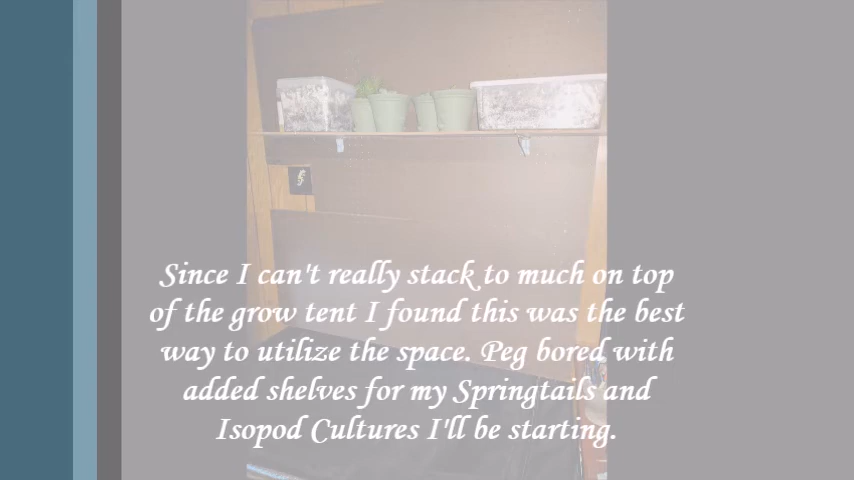 Since I can't really stack to much on top
of the grow tent I found this was the best
way to utilize the space. Peg bored with
added shelves for my Springtails and
Isopod Cultures I'll be starting.